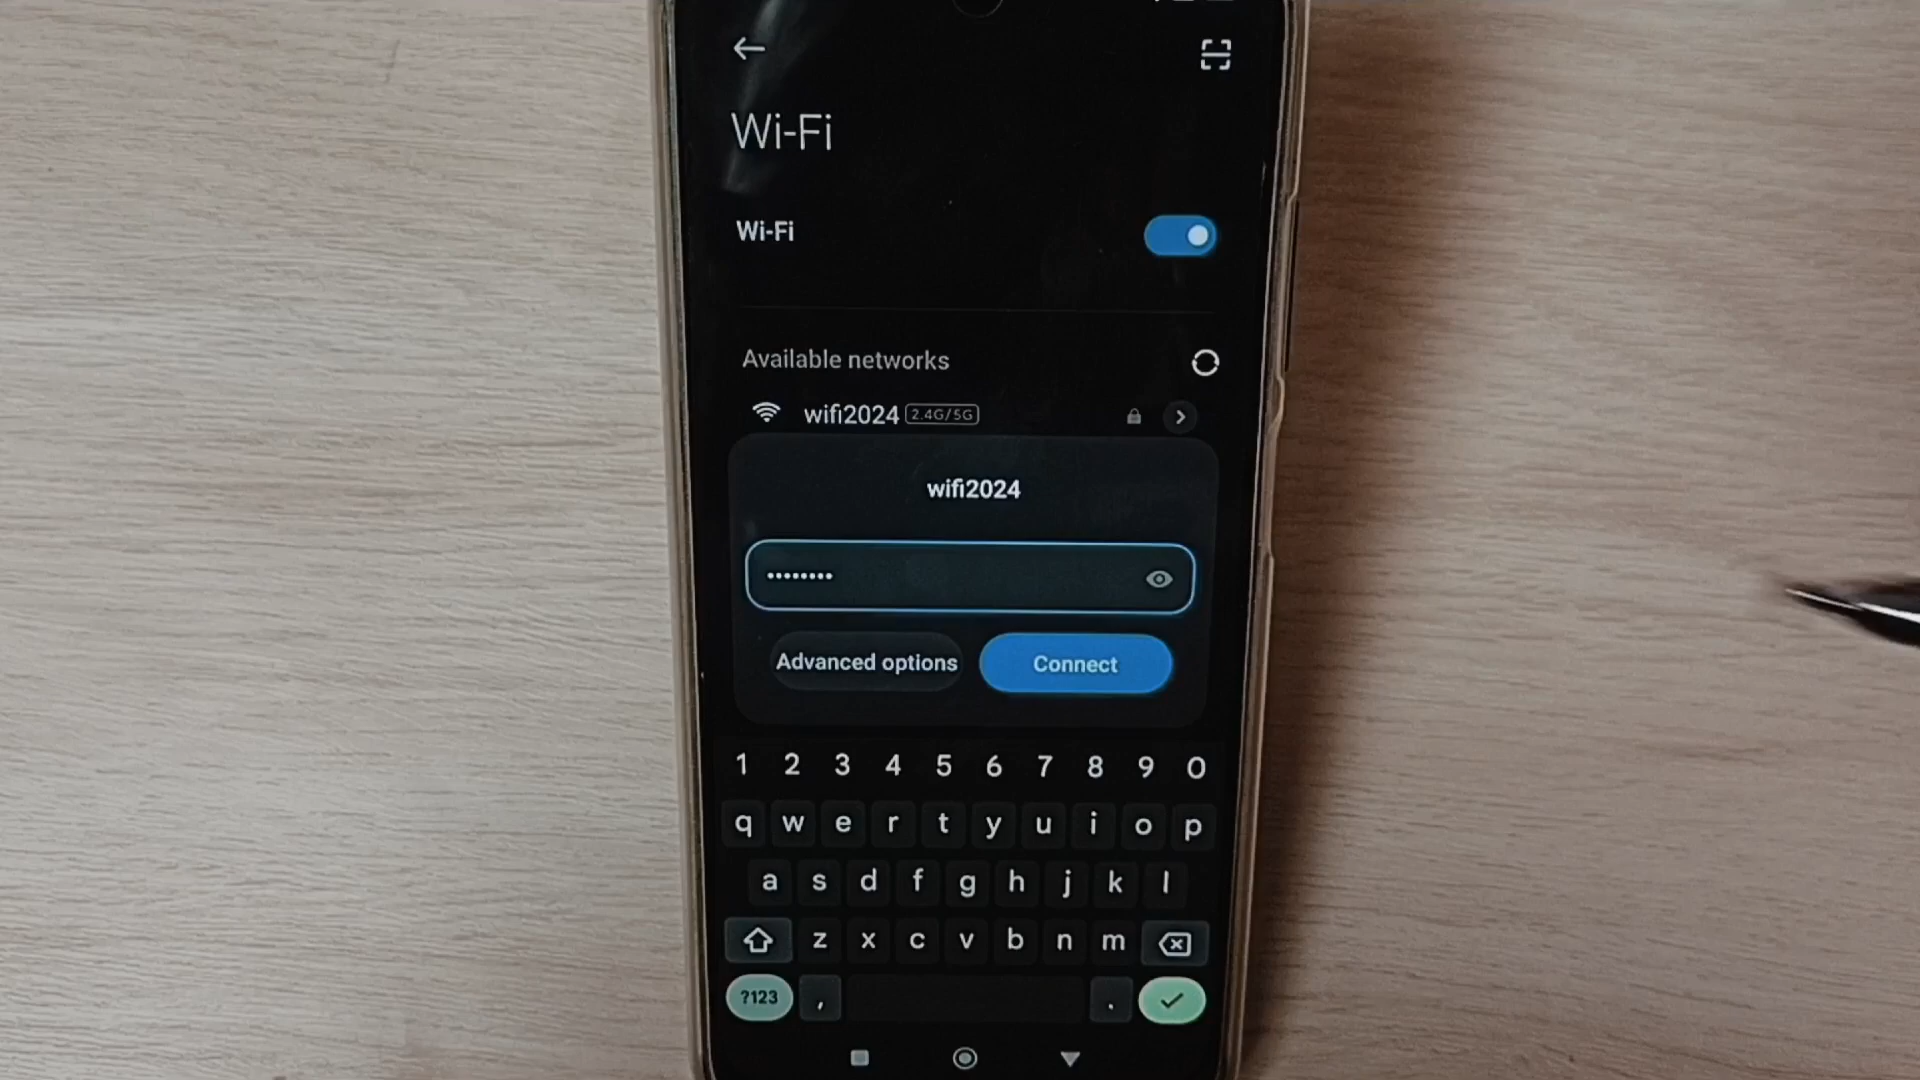 Wi-Fi
Wi-Fi
Available networks
wifi2024 2.4G/5G
wifi2024
••••••••
Advanced options
Connect
1 2 3 4 5 6 7 8 9 0
q w e r t y u i o p
a s d f g h j k l
z x c v b n m
?123 , .